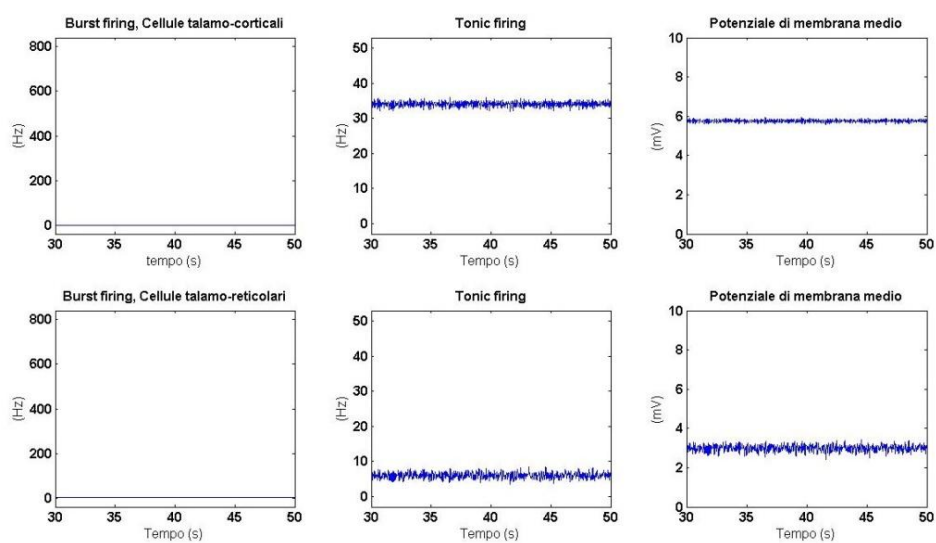 Burst firing, Cellule talamo-corticali
Tonic firing
Potenziale di membrana medio
800
600
400
200
0
(Hz)
30 35 40 45 50
tempo (s)
50
40
30
20
10
0
(Hz)
30 35 40 45 50
Tempo (s)
10
8
6
4
2
0
(mV)
30 35 40 45 50
Tempo (s)
Burst firing, Cellule talamo-reticolari
Tonic firing
Potenziale di membrana medio
800
600
400
200
0
(Hz)
30 35 40 45 50
Tempo (s)
50
40
30
20
10
0
(Hz)
30 35 40 45 50
Tempo (s)
10
8
6
4
2
0
(mV)
30 35 40 45 50
Tempo (s)